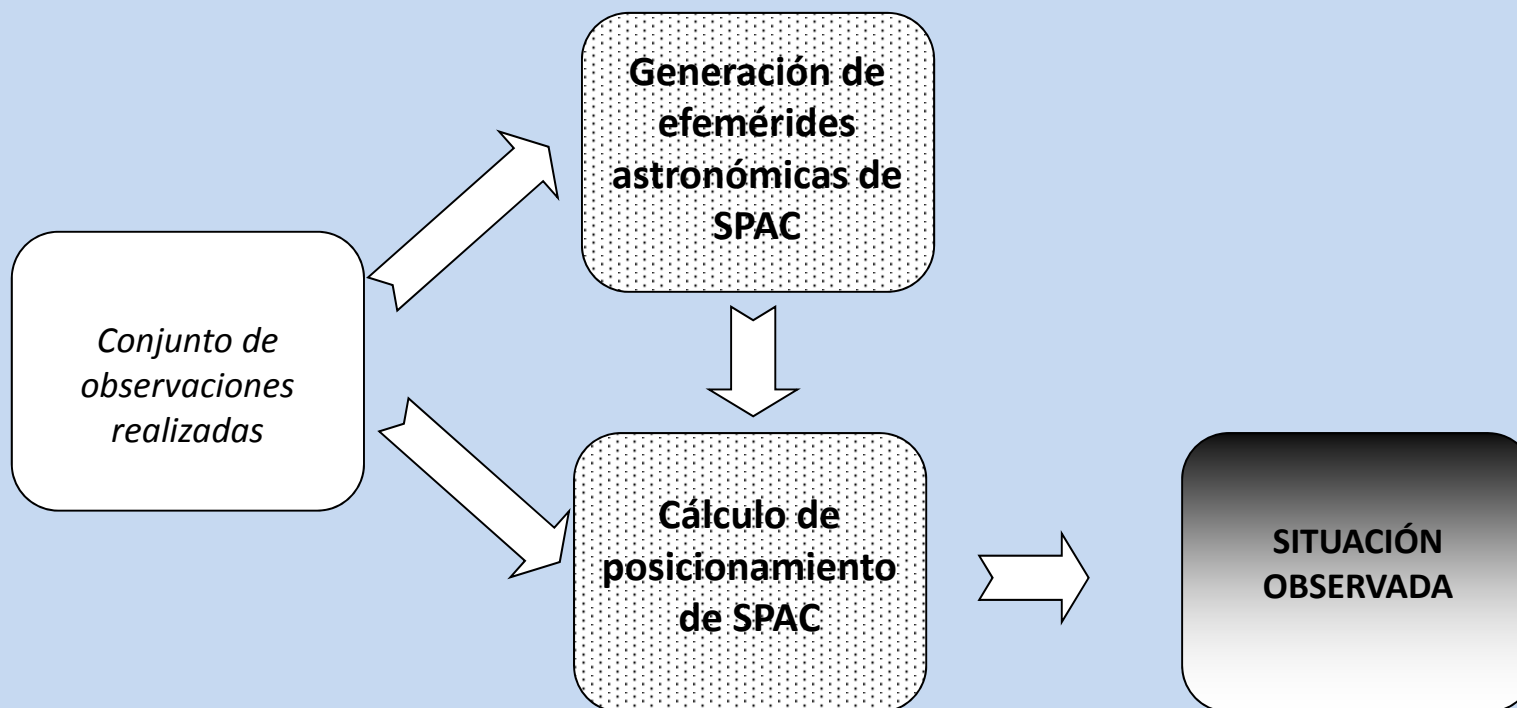 Generación de
efemérides
astronómicas de
SPAC
Conjunto de
observaciones
realizadas
Cálculo de
posicionamiento
de SPAC
SITUACIÓN
OBSERVADA